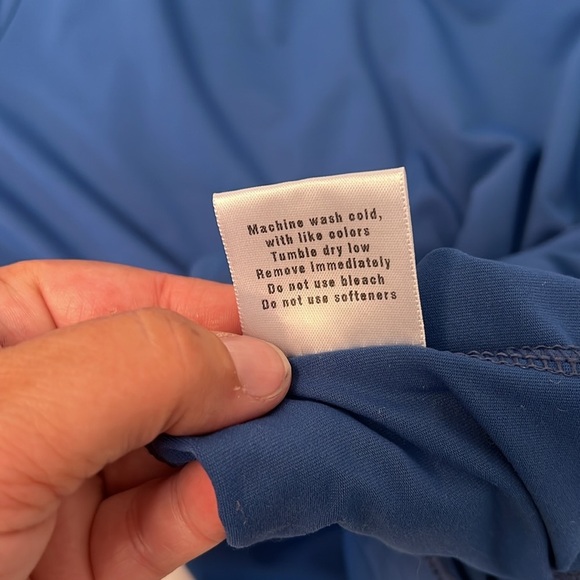 Machine wash cold,
with like colors
Tumble dry low
Remove immediately
Do not use bleach
Do not use softeners